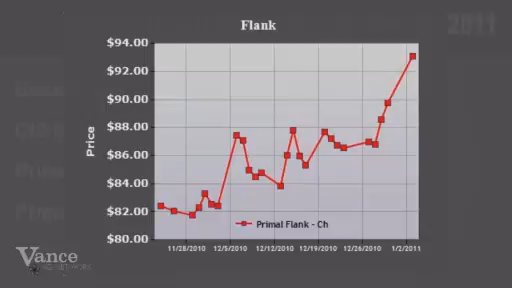 2011
Flank
$94.00
$92.00
$90.00
$88.00
$86.00
$84.00
$82.00
$80.00
Price
Primal Flank - Ch
11/28/2010 12/5/2010 12/12/2010 12/19/2010 12/26/2010 1/2/2011
Vance